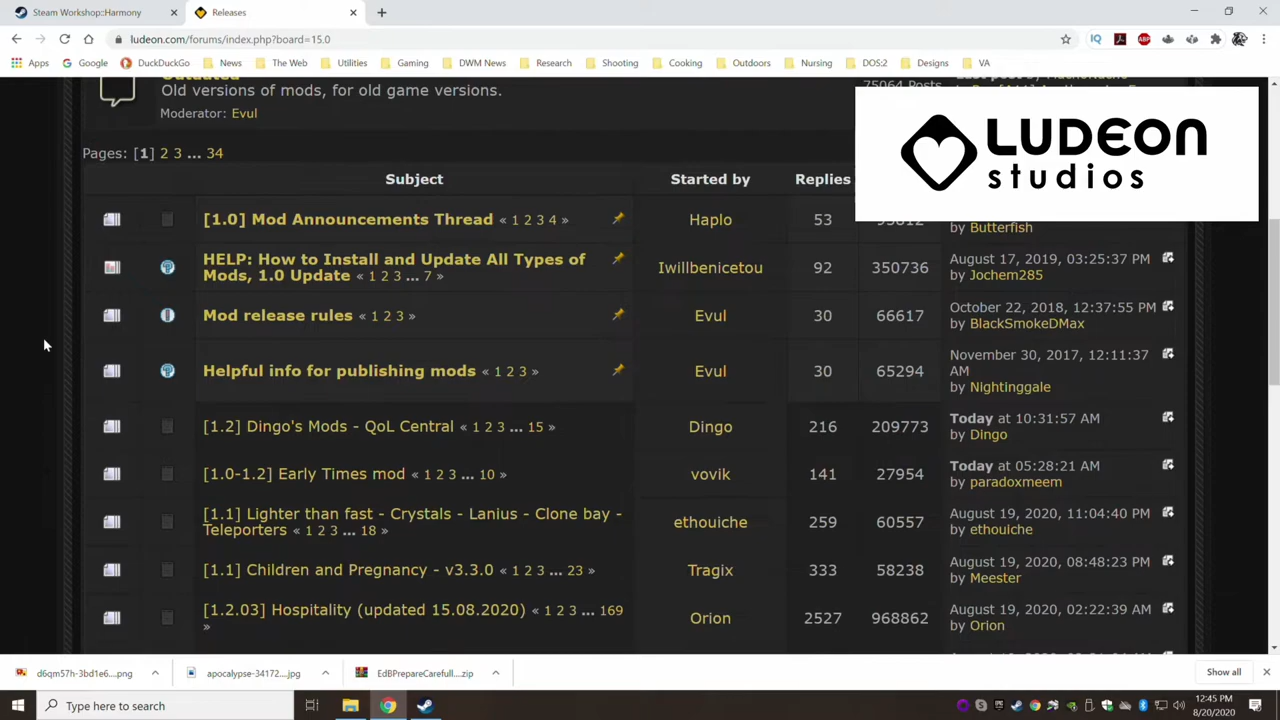 Steam Workshop::Harmony
Releases
ludeon.com/forums/index.php?board=15.0
Apps Google DuckDuckGo News The Web Utilities Gaming DWM News Research Shooting Cooking Outdoors DOS:2 Designs VA
Outdated
75064 Posts
Old versions of mods, for old game versions.
Moderator: Evul
LUDEON
studios
Pages: [1] 2 3 ... 34
Subject Started by Replies
[1.0] Mod Announcements Thread « 1 2 3 4 » Haplo 53
by Butterfish
HELP: How to Install and Update All Types of
Mods, 1.0 Update « 1 2 3 ... 7 »
Iwillbenicetou 92 350736
August 17, 2019, 03:25:37 PM
by Jochem285
Mod release rules « 1 2 3 » Evul 30 66617
October 22, 2018, 12:37:55 PM
by BlackSmokeDMax
Helpful info for publishing mods « 1 2 3 » Evul 30 65294
November 30, 2017, 12:11:37
AM
by Nightinggale
[1.2] Dingo's Mods - QoL Central « 1 2 3 ... 15 » Dingo 216 209773
Today at 10:31:57 AM
by Dingo
[1.0-1.2] Early Times mod « 1 2 3 ... 10 » vovik 141 27954
Today at 05:28:21 AM
by paradoxmeem
[1.1] Lighter than fast - Crystals - Lanius - Clone bay -
Teleporters « 1 2 3 ... 18 »
ethouiche 259 60557
August 19, 2020, 11:04:40 PM
by ethouiche
[1.1] Children and Pregnancy - v3.3.0 « 1 2 3 ... 23 » Tragix 333 58238
August 19, 2020, 08:48:23 PM
by Meester
[1.2.03] Hospitality (updated 15.08.2020) « 1 2 3 ... 169
»
Orion 2527 968862
August 19, 2020, 02:22:39 AM
by Orion
d6qm57h-3bd1e6....png apocalypse-34172....jpg EdBPrepareCarefull....zip Show all
Type here to search
12:45 PM
8/20/2020